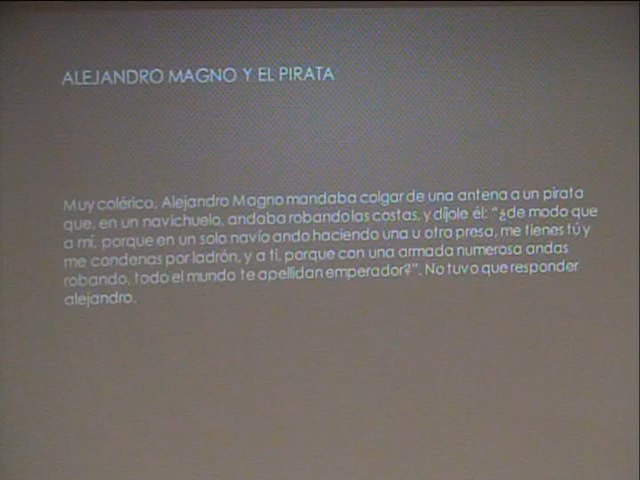 ALEJANDRO MAGNO Y EL PIRATA
Muy colérico, Alejandro Magno mandaba colgar de una antena a un pirata
que, en un navichuelo, andaba robando las costas, y díjole él: "¿de modo que
a mí, porque en un solo navío ando haciendo una u otra presa, me tienes tú y
me condenas por ladrón, y a ti, porque con una armada numerosa andas
robando, todo el mundo te apellidan emperador?". No tuvo que responder
alejandro.